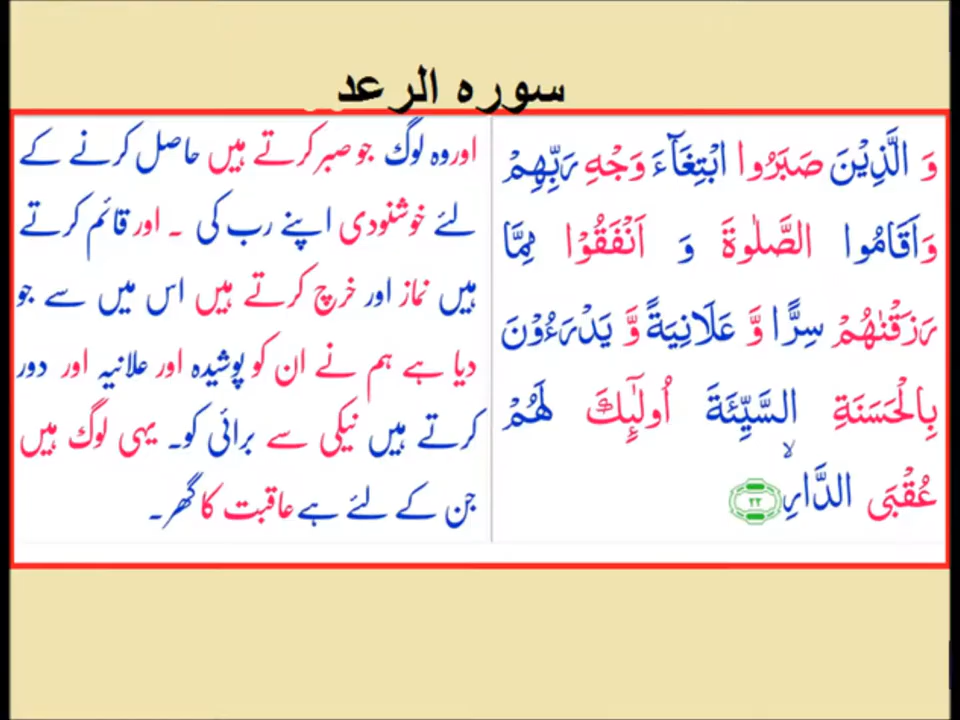 سورہ الرعد
وَ الَّذِیْنَ صَبَرُوا ابْتِغَآءَ وَجْهِ رَبِّهِمْ
وَاَقَامُوا الصَّلٰوةَ وَ اَنْفَقُوْا مِمَّا
رَزَقْنٰهُمْ سِرًّا وَّ عَلَانِیَةً وَّ یَدْرَءُوْنَ
بِالْحَسَنَةِ السَّیِّئَةَ اُولٰٓئِكَ لَهُمْ
عُقْبَی الدَّارِۙ ۲۲
اور وہ لوگ جو صبر کرتے ہیں حاصل کرنے کے
لئے خوشنودی اپنے رب کی ۔ اور قائم کرتے
ہیں نماز اور خرچ کرتے ہیں اس میں سے جو
دیا ہے ہم نے ان کو پوشیدہ اور علانیہ اور دور
کرتے ہیں نیکی سے برائی کو۔ یہی لوگ ہیں
جن کے لئے ہے عاقبت کا گھر۔